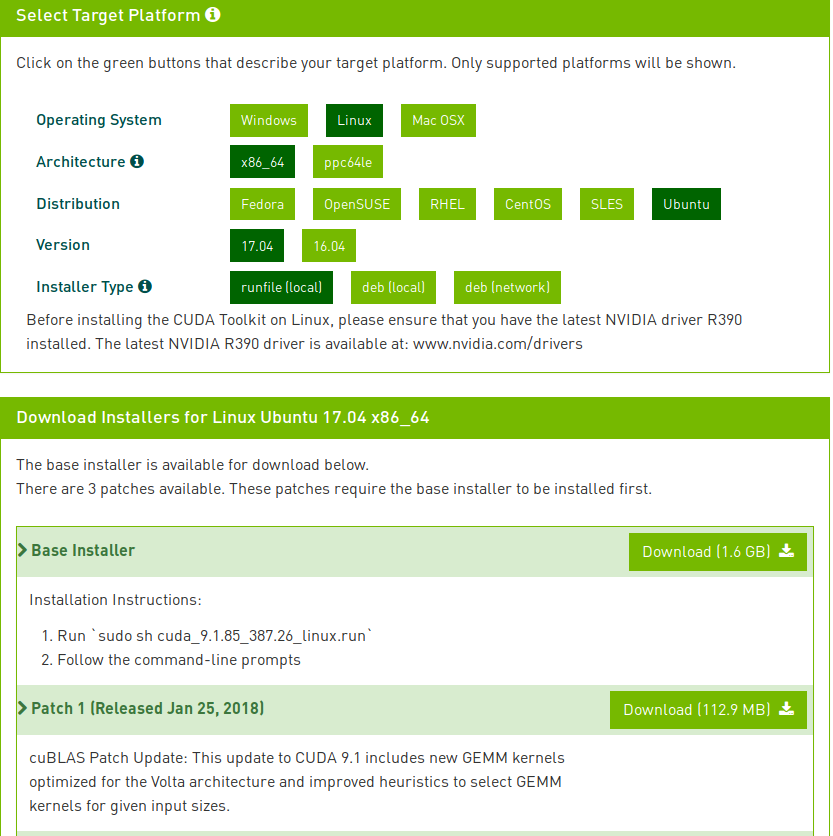 Select Target Platform
Click on the green buttons that describe your target platform. Only supported platforms will be shown.
Operating System Windows Linux Mac OSX
Architecture x86_64 ppc64le
Distribution Fedora OpenSUSE RHEL CentOS SLES Ubuntu
Version 17.04 16.04
Installer Type runfile (local) deb (local) deb (network)
Before installing the CUDA Toolkit on Linux, please ensure that you have the latest NVIDIA driver R390
installed. The latest NVIDIA R390 driver is available at: www.nvidia.com/drivers
Download Installers for Linux Ubuntu 17.04 x86_64
The base installer is available for download below.
There are 3 patches available. These patches require the base installer to be installed first.
Base Installer Download (1.6 GB)
Installation Instructions:
1. Run `sudo sh cuda_9.1.85_387.26_linux.run`
2. Follow the command-line prompts
Patch 1 (Released Jan 25, 2018) Download (112.9 MB)
cuBLAS Patch Update: This update to CUDA 9.1 includes new GEMM kernels
optimized for the Volta architecture and improved heuristics to select GEMM
kernels for given input sizes.